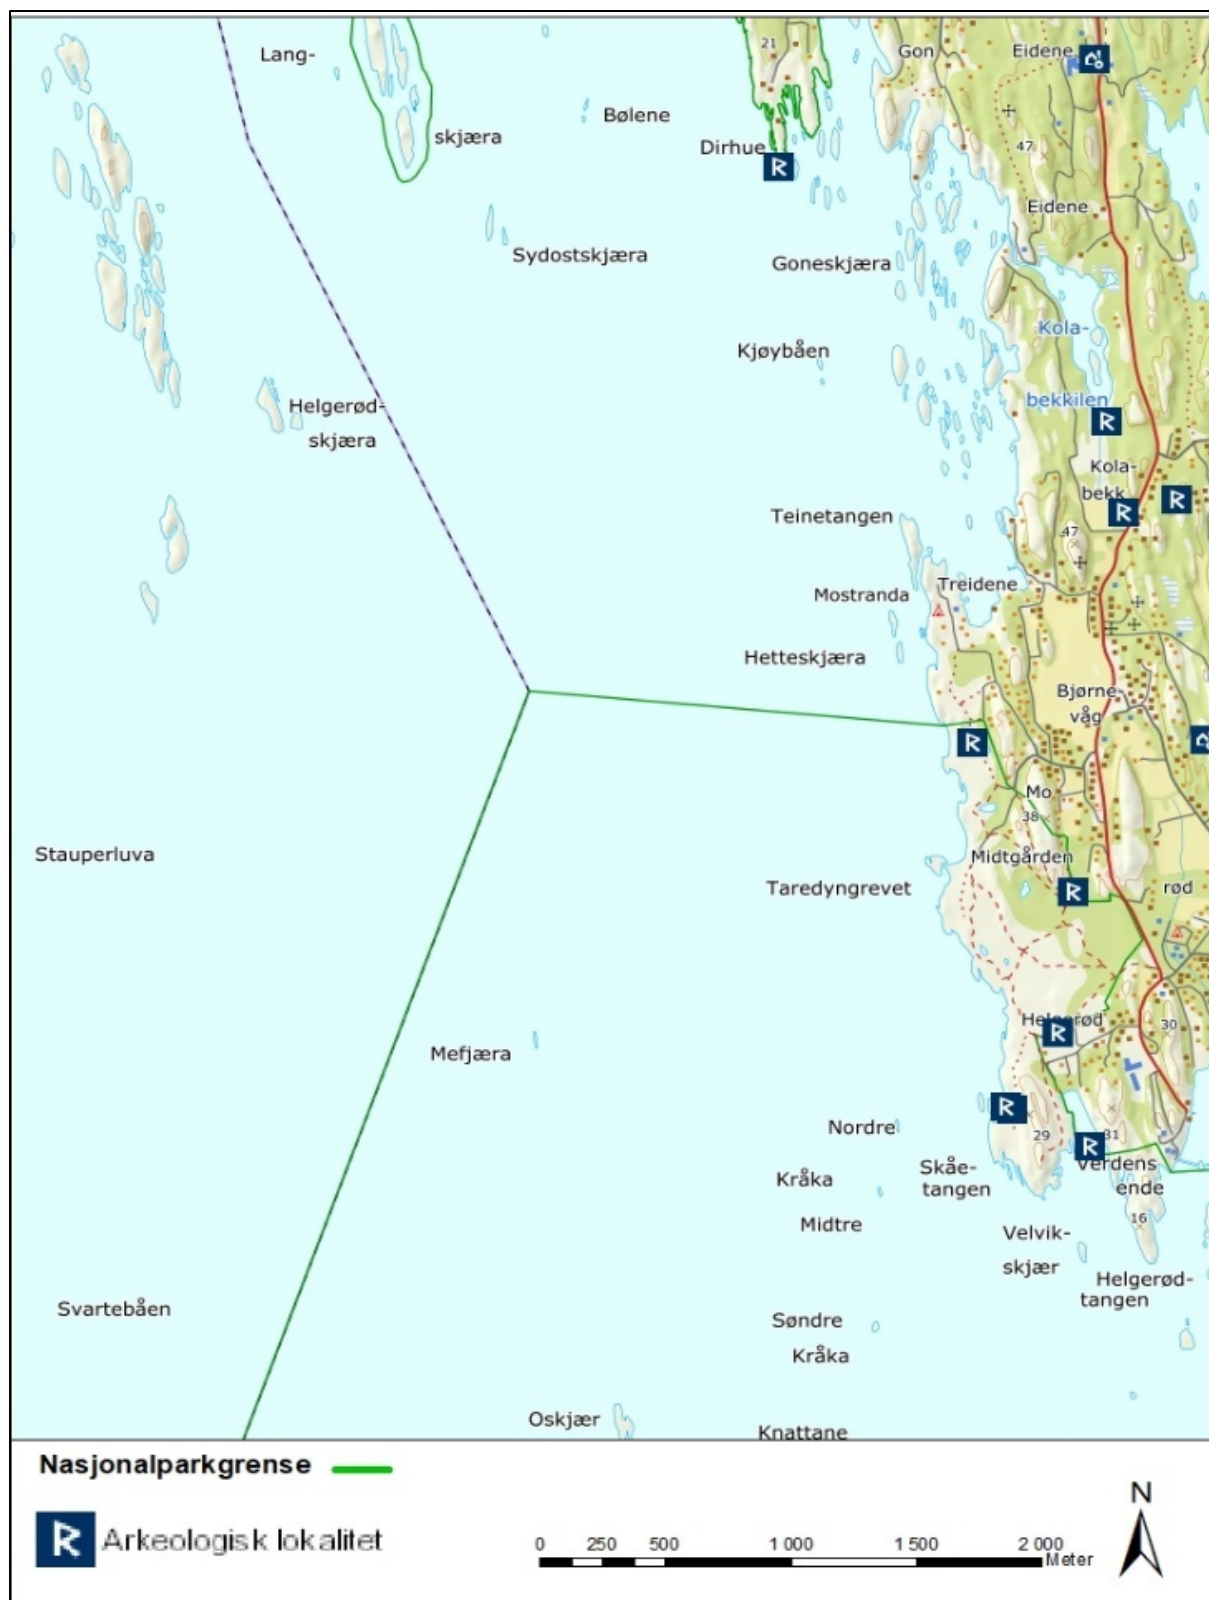 Lang-
skjæra
Bølene
21
Dirhue
Gon
Eidene
47
Eidene
Sydostskjæra
Goneskjæra
Kjøybåen
Kola-
bekkilen
Helgerød-
skjæra
Kola-
bekk
Teinetangen
47
Treidene
Mostranda
Hetteskjæra
Bjørne-
våg
Mo
38
Stauperluva
Midtgården
Taredyngrevet
rød
Helgerød
30
Mefjæra
Nordre
Kråka
Midtre
29
31
Skåe-
tangen
Verdens
ende
16
Velvik-
skjær
Helgerød-
tangen
Svartebåen
Søndre
Kråka
Oskjær
Knattane
Nasjonalparkgrense
R Arkeologisk lokalitet
0 250 500 1 000 1 500 2 000
Meter
N